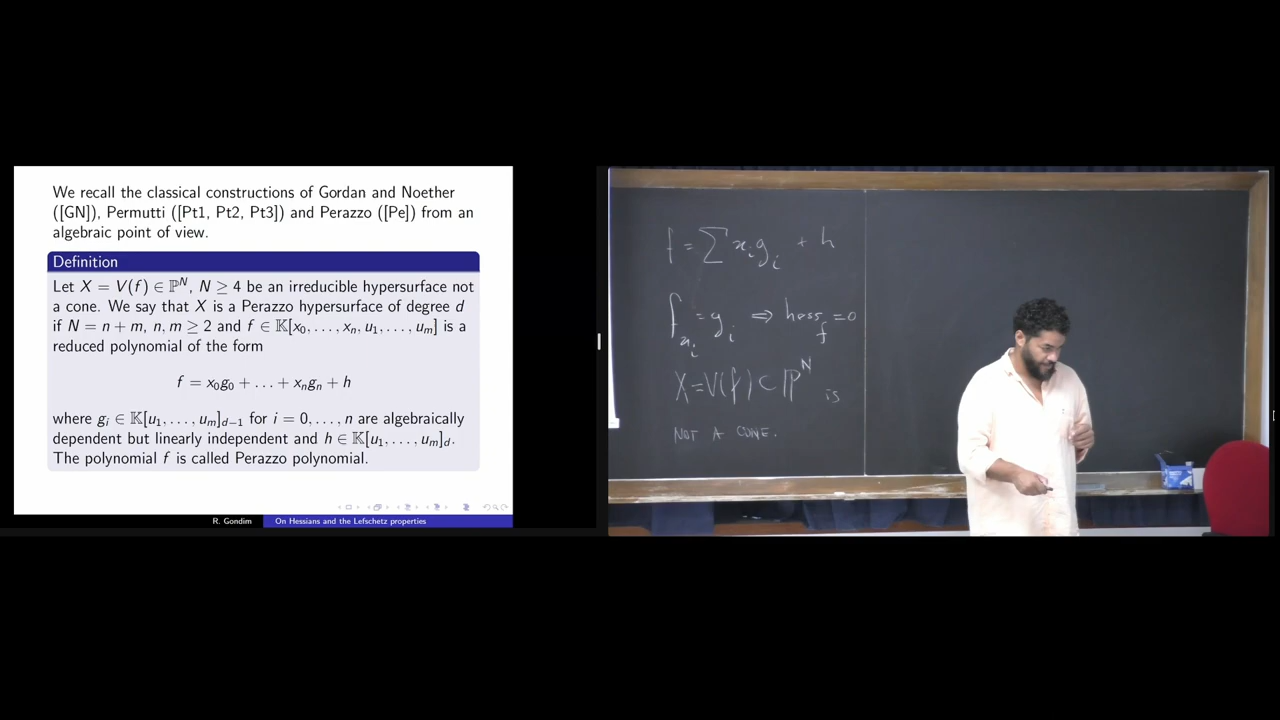 We recall the classical constructions of Gordan and Noether
([GN]), Permutti ([Pt1, Pt2, Pt3]) and Perazzo ([Pe]) from an
algebraic point of view.
Definition
Let X = V(f) ∈ ℙ^N, N ≥ 4 be an irreducible hypersurface not
a cone. We say that X is a Perazzo hypersurface of degree d
if N = n + m, n, m ≥ 2 and f ∈ 𝕂[x_0, . . . , x_n, u_1, . . . , u_m] is a
reduced polynomial of the form
f = x_0g_0 + . . . + x_ng_n + h
where g_i ∈ 𝕂[u_1, . . . , u_m]_{d−1} for i = 0, . . . , n are algebraically
dependent but linearly independent and h ∈ 𝕂[u_1, . . . , u_m]_d.
The polynomial f is called Perazzo polynomial.
R. Gondim
On Hessians and the Lefschetz properties
f = ∑ x_i g_i + h
f_{x_i} = g_i ⇒ hess_f = 0
X = V(f) ⊂ ℙ^N is
NOT A CONE.